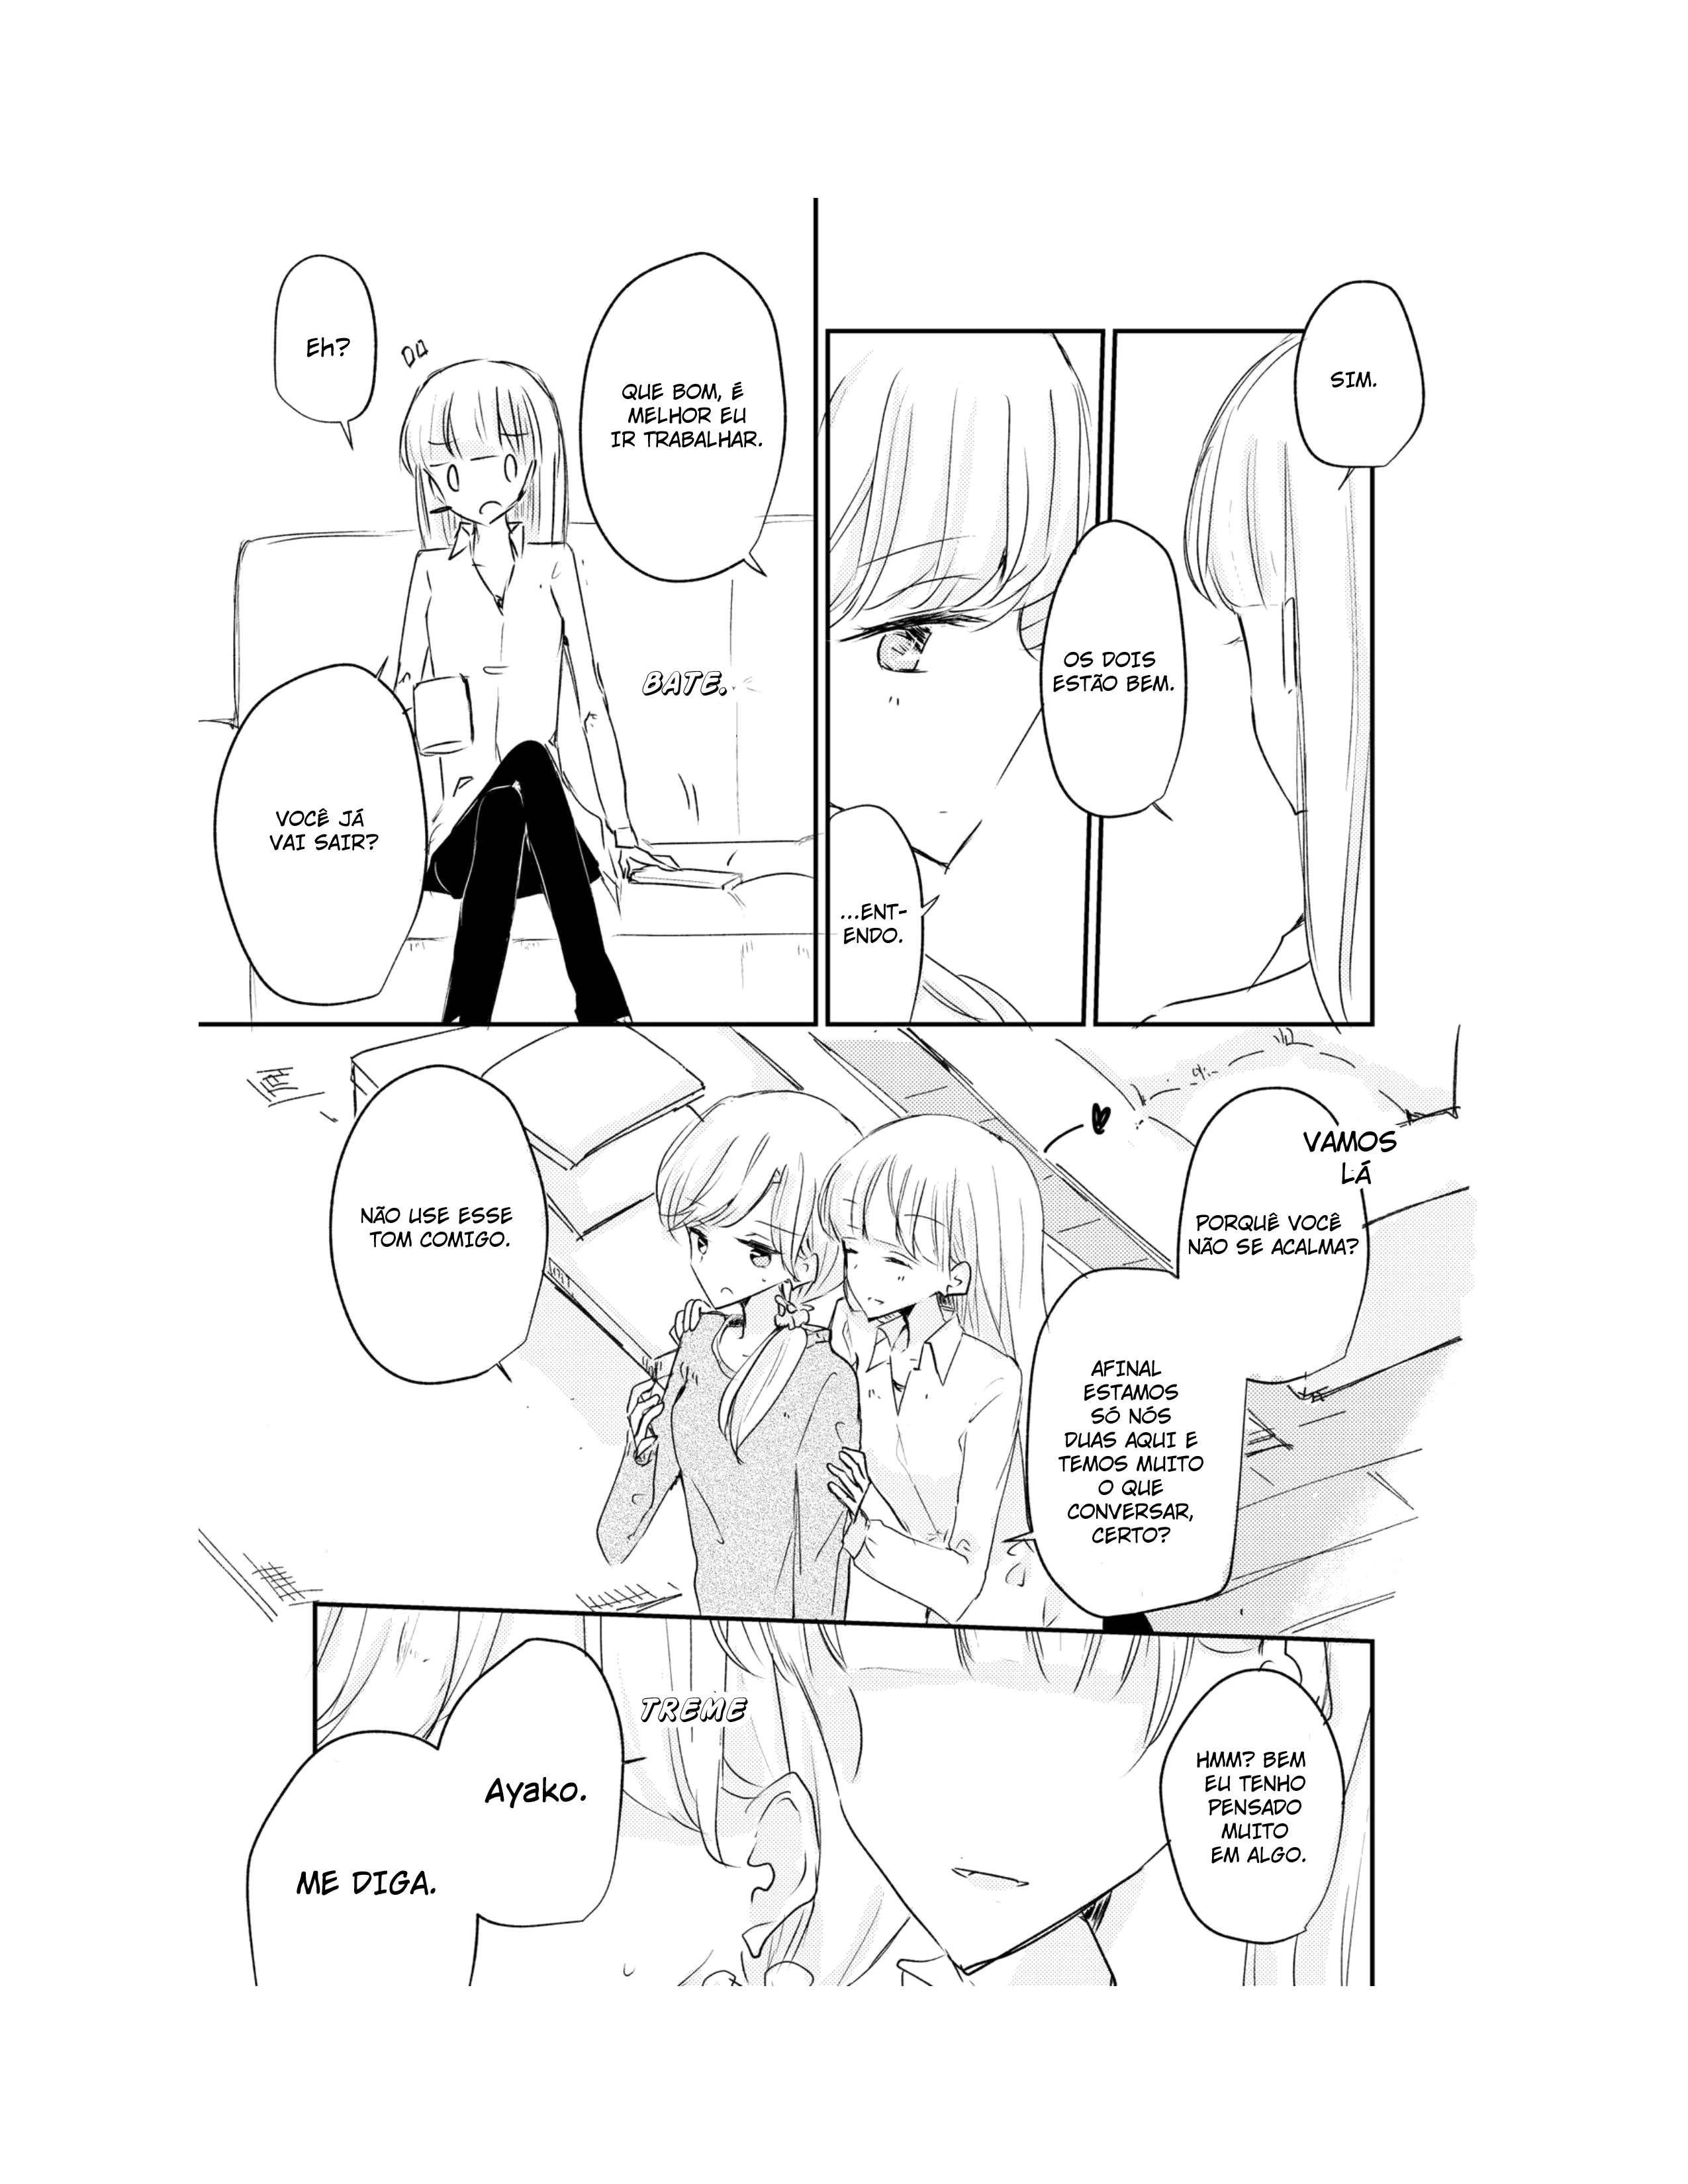 SIM.
OS DOIS
ESTÃO BEM.
...ENT-
ENDO.
QUE BOM, É
MELHOR EU
IR TRABALHAR.
Eh?
BATE.
VOCÊ JÁ
VAI SAIR?
VAMOS
LÁ
PORQUÊ VOCÊ
NÃO SE ACALMA?
AFINAL
ESTAMOS
SÓ NÓS
DUAS AQUI E
TEMOS MUITO
O QUE
CONVERSAR,
CERTO?
NÃO USE ESSE
TOM COMIGO.
HMM? BEM
EU TENHO
PENSADO
MUITO
EM ALGO.
TREME
Ayako.
ME DIGA.